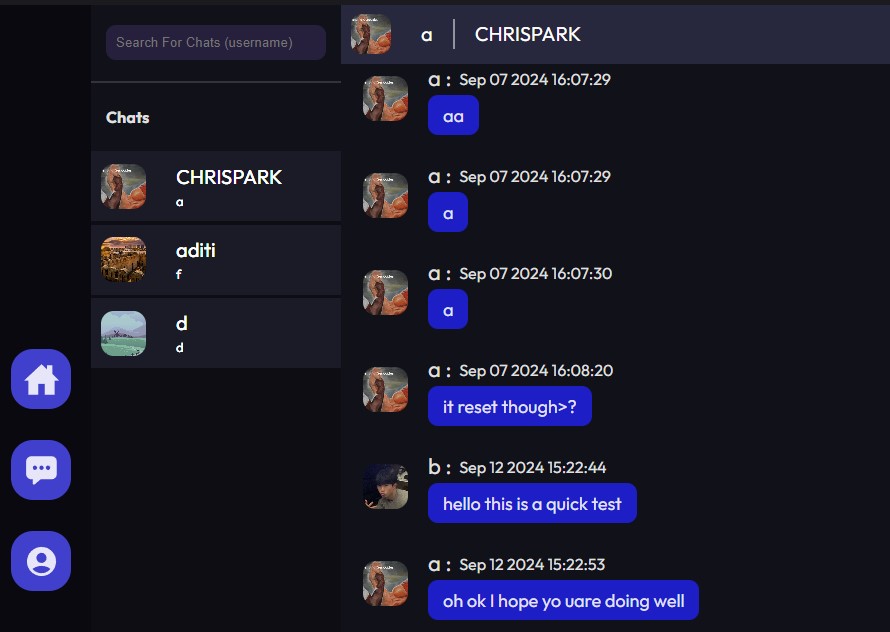 Search For Chats (username)
Chats
CHRISPARK
a
aditi
f
d
d
a CHRISPARK
a : Sep 07 2024 16:07:29
aa
a : Sep 07 2024 16:07:29
a
a : Sep 07 2024 16:07:30
a
a : Sep 07 2024 16:08:20
it reset though>?
b : Sep 12 2024 15:22:44
hello this is a quick test
a : Sep 12 2024 15:22:53
oh ok I hope yo uare doing well